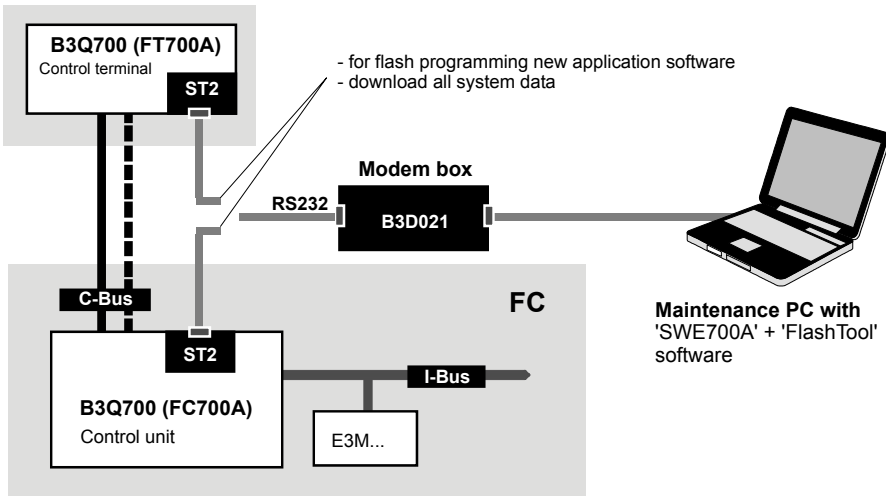 B3Q700 (FT700A)
Control terminal
ST2
- for flash programming new application software
- download all system data
Modem box
RS232
B3D021
C-Bus
FC
Maintenance PC with
'SWE700A' + 'FlashTool'
software
ST2
I-Bus
B3Q700 (FC700A)
Control unit
E3M...